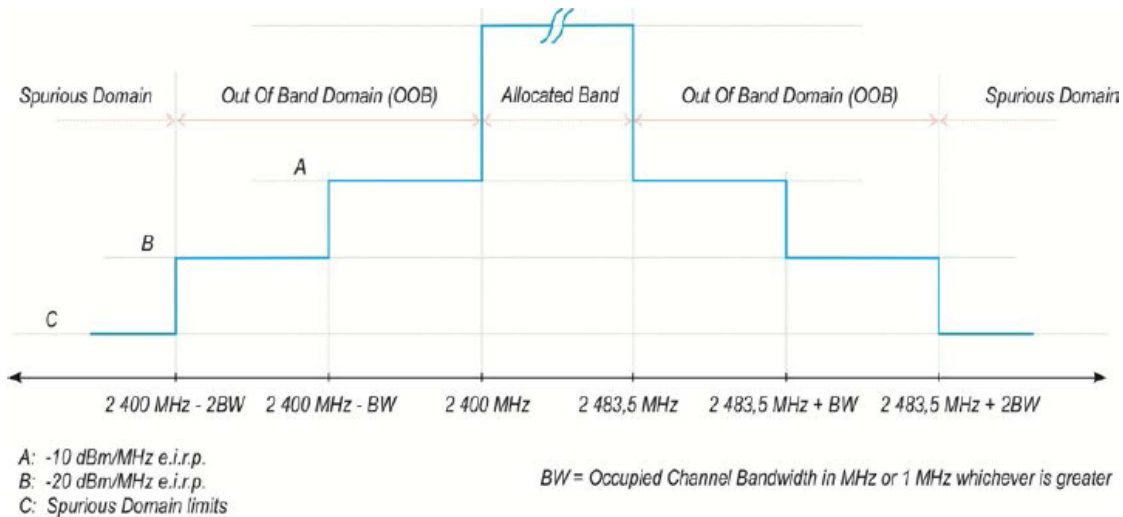 Spurious Domain Out Of Band Domain (OOB) Allocated Band Out Of Band Domain (OOB) Spurious Domain
A
B
C
2 400 MHz - 2BW 2 400 MHz - BW 2 400 MHz 2 483,5 MHz 2 483,5 MHz + BW 2 483,5 MHz + 2BW
A: -10 dBm/MHz e.i.r.p.
B: -20 dBm/MHz e.i.r.p.
C: Spurious Domain limits
BW = Occupied Channel Bandwidth in MHz or 1 MHz whichever is greater